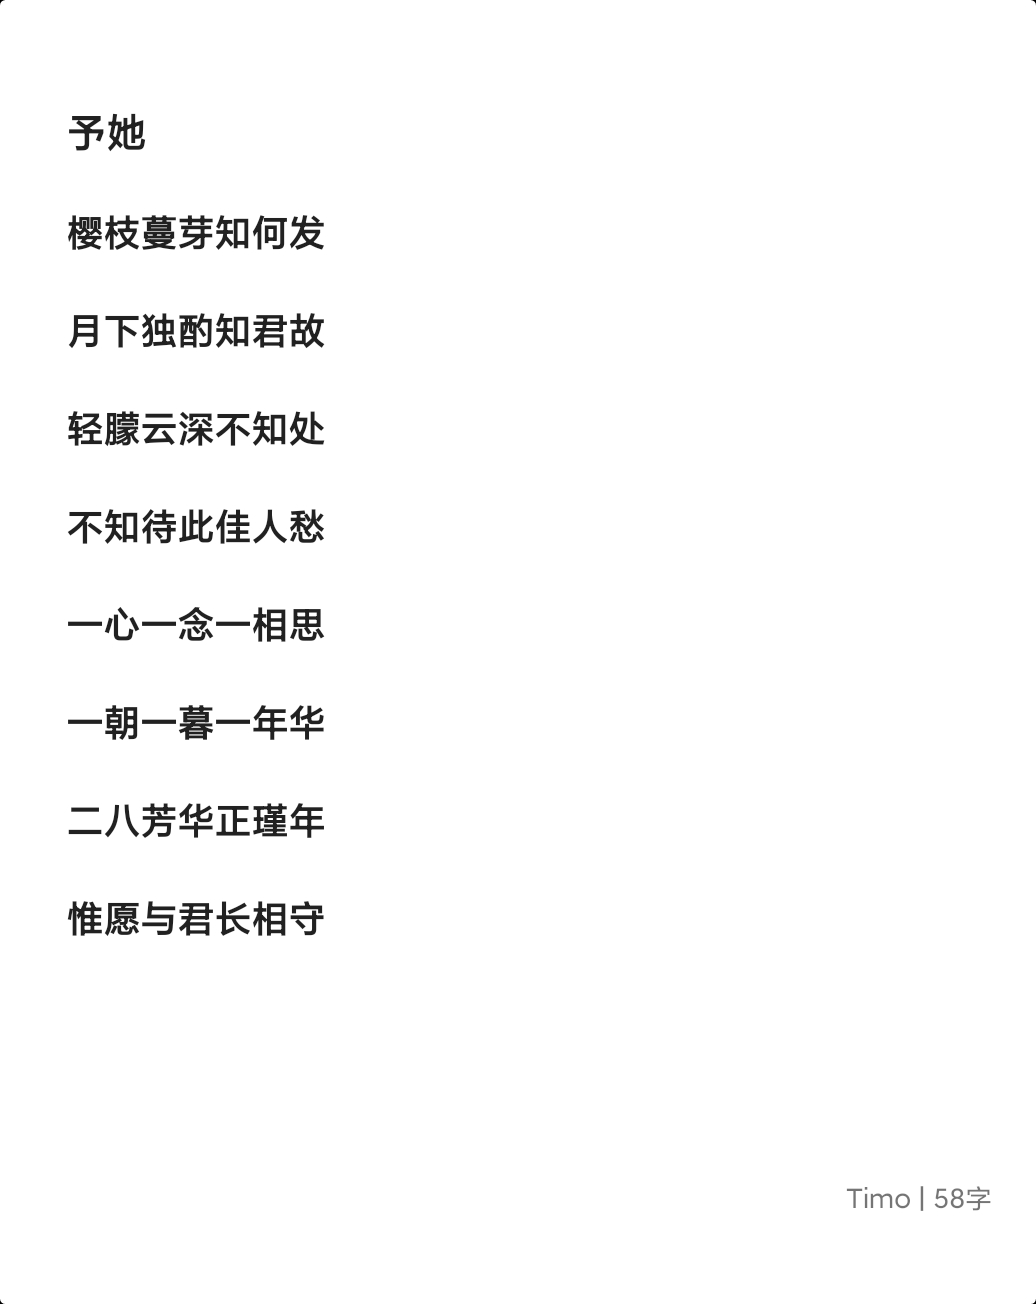 予她
樱枝蔓芽知何发
月下独酌知君故
轻朦云深不知处
不知待此佳人愁
一心一念一相思
一朝一暮一年华
二八芳华正瑾年
惟愿与君长相守
Timo | 58字